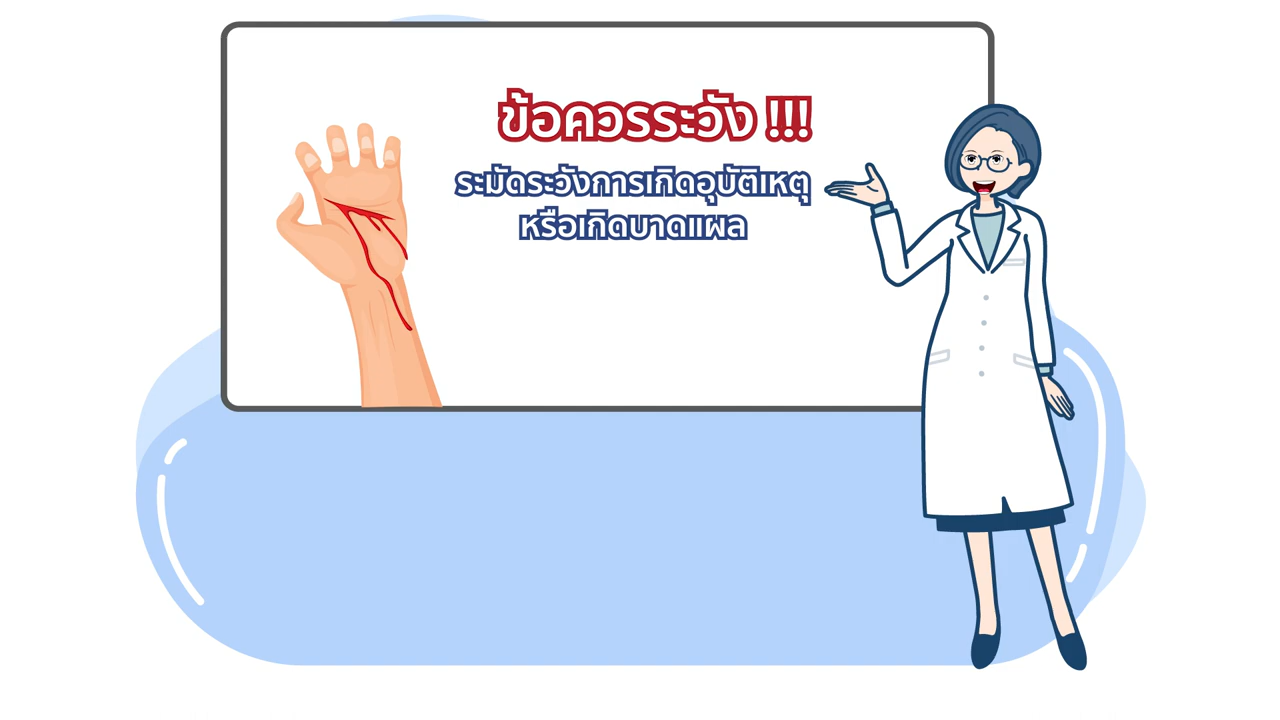 ข้อควรระวัง !!!
ระมัดระวังการเกิดอุบัติเหตุ
หรือเกิดบาดแผล